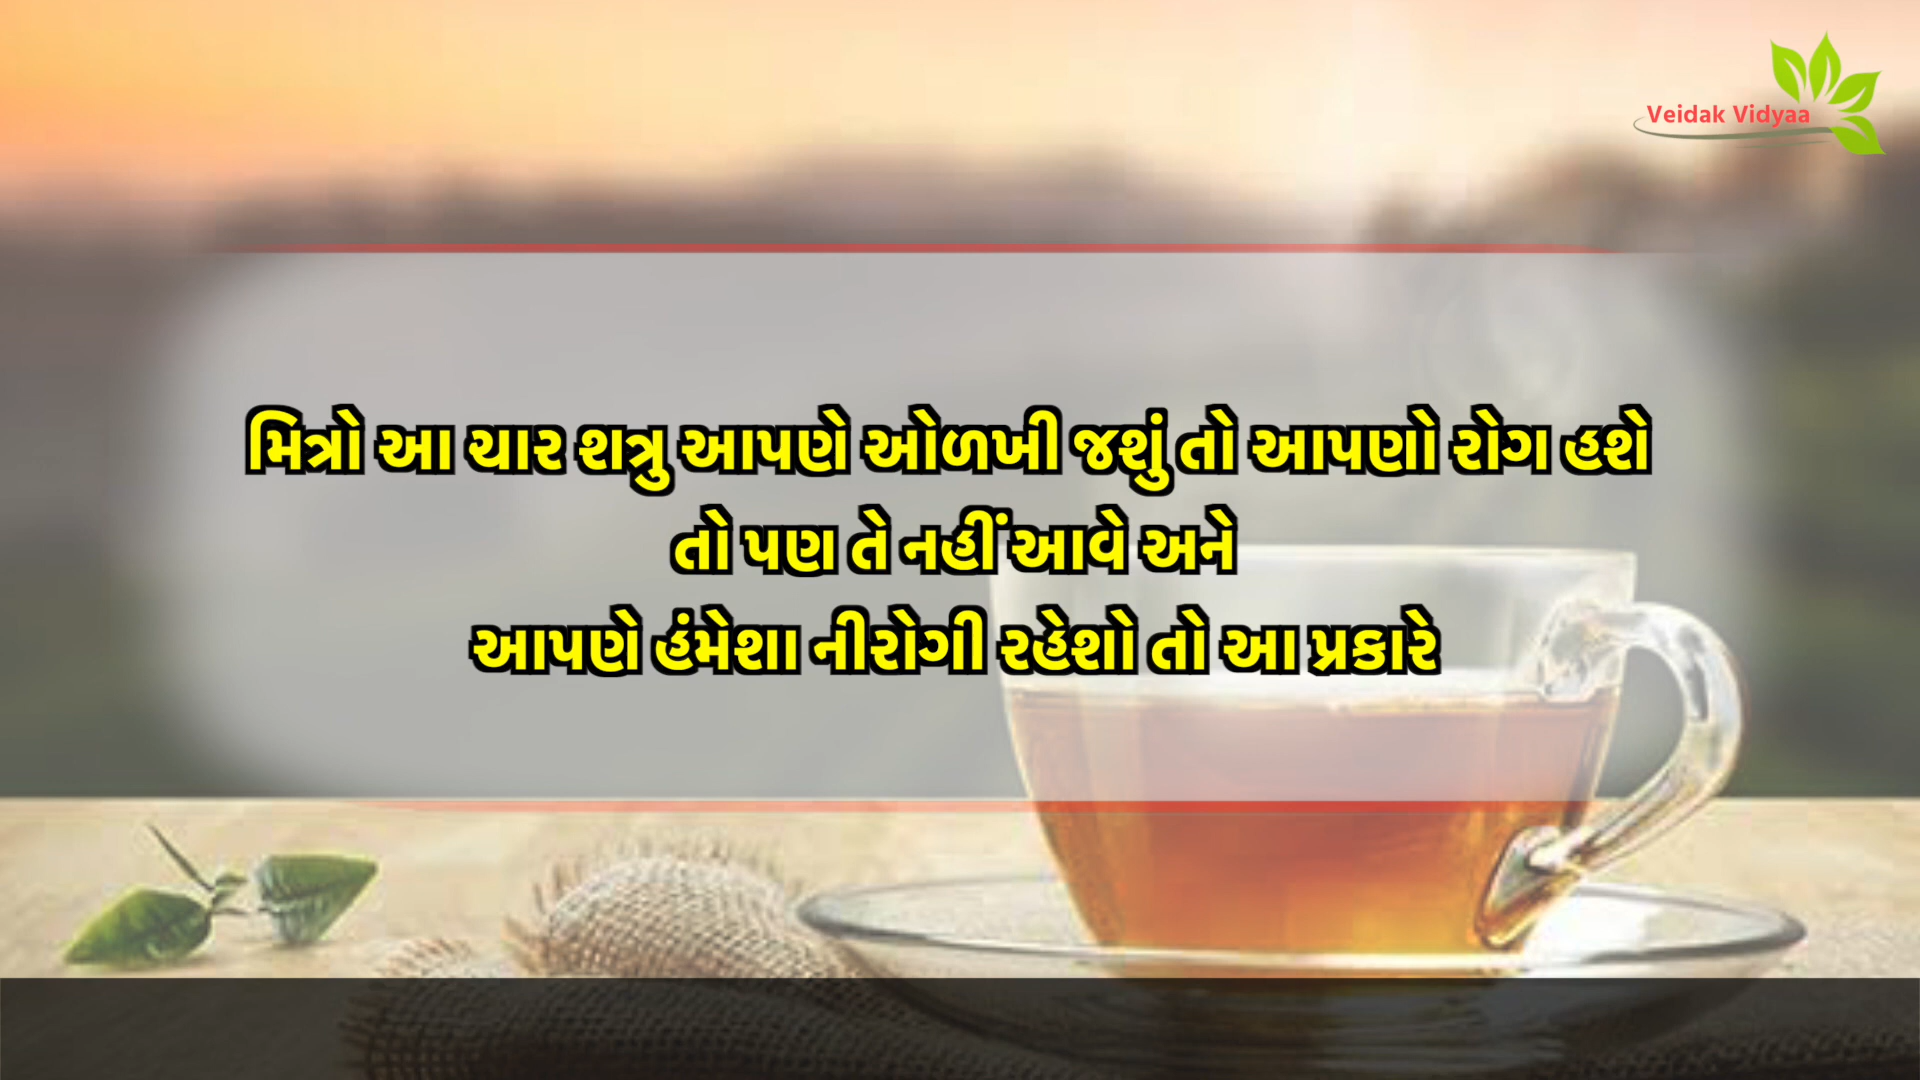 Veidak Vidyaa
મિત્રો આ ચાર શત્રુ આપણે ઓળખી જશું તો આપણો રોગ હશે
તો પણ તે નહીં આવે અને
આપણે હંમેશા નીરોગી રહેશો તો આ પ્રકારે